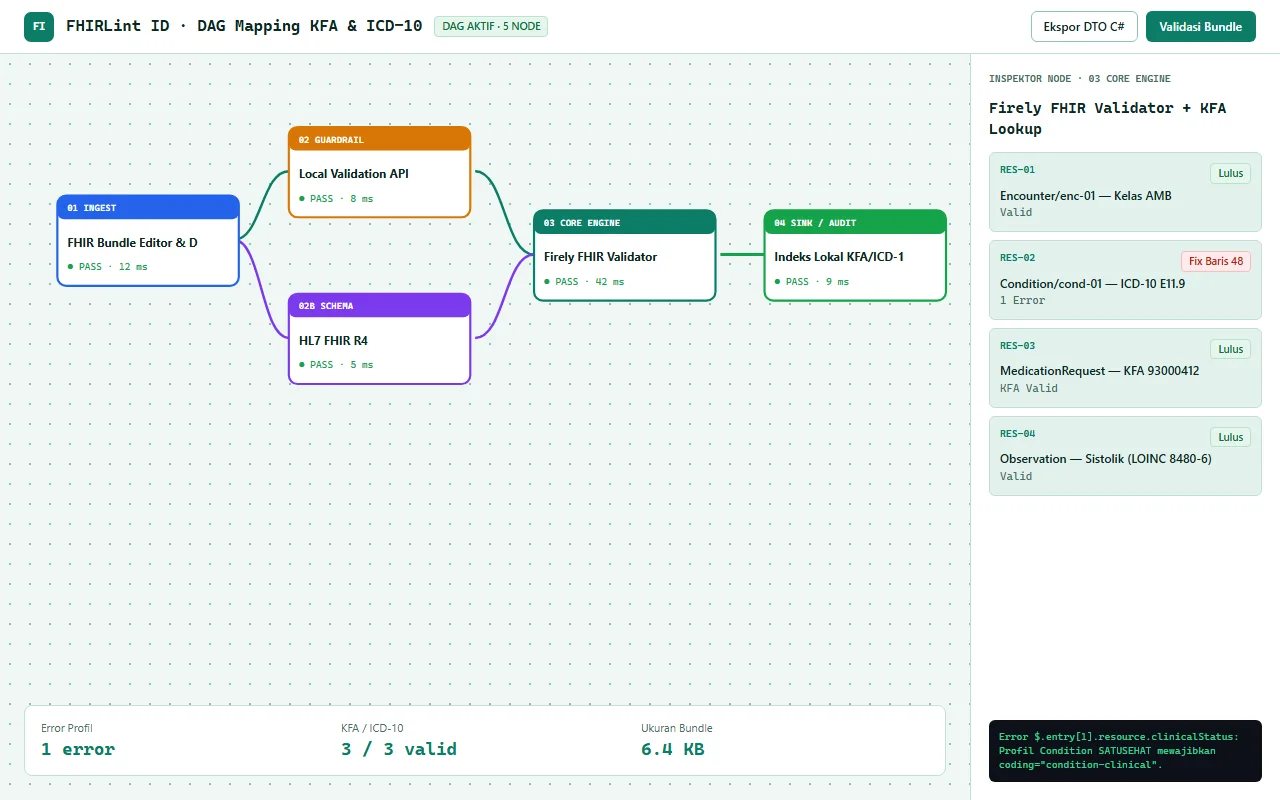 FI
FHIRLint ID · DAG Mapping KFA & ICD-10
DAG AKTIF · 5 NODE
Ekspor DTO C#
Validasi Bundle
01 INGEST
FHIR Bundle Editor & D
● PASS · 12 ms
02 GUARDRAIL
Local Validation API
● PASS · 8 ms
02B SCHEMA
HL7 FHIR R4
● PASS · 5 ms
03 CORE ENGINE
Firely FHIR Validator
● PASS · 42 ms
04 SINK / AUDIT
Indeks Lokal KFA/ICD-1
● PASS · 9 ms
Error Profil
1 error
KFA / ICD-10
3 / 3 valid
Ukuran Bundle
6.4 KB
INSPEKTOR NODE · 03 CORE ENGINE
Firely FHIR Validator + KFA
Lookup
RES-01
Lulus
Encounter/enc-01 — Kelas AMB
Valid
RES-02
Fix Baris 48
Condition/cond-01 — ICD-10 E11.9
1 Error
RES-03
Lulus
MedicationRequest — KFA 93000412
KFA Valid
RES-04
Lulus
Observation — Sistolik (LOINC 8480-6)
Valid
Error $.entry[1].resource.clinicalStatus:
Profil Condition SATUSEHAT mewajibkan
coding="condition-clinical".